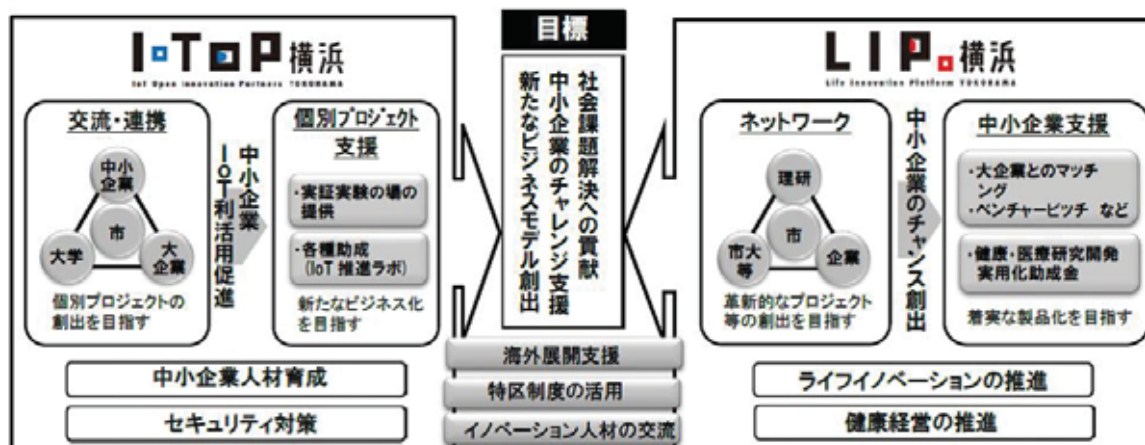 I・TOP横浜
IoT Open Innovation Partners YOKOHAMA
交流・連携
中小
企業
市
大学
大
企業
個別プロジェクトの
創出を目指す
中小企業
IoT利活用促進
個別プロジェクト
支援
・実証実験の場の
提供
・各種助成
(IoT 推進ラボ)
新たなビジネス化
を目指す
中小企業人材育成
セキュリティ対策
目標
社会課題解決への貢献
中小企業のチャレンジ支援
新たなビジネスモデル創出
海外展開支援
特区制度の活用
イノベーション人材の交流
LIP.横浜
Life Innovation Platform YOKOHAMA
ネットワーク
理研
市
市大
等
企業
革新的なプロジェクト
等の創出を目指す
中小企業のチャンス創出
中小企業支援
・大企業とのマッチ
ング
・ベンチャーピッチ など
・健康・医療研究開発
実用化助成金
着実な製品化を目指す
ライフイノベーションの推進
健康経営の推進